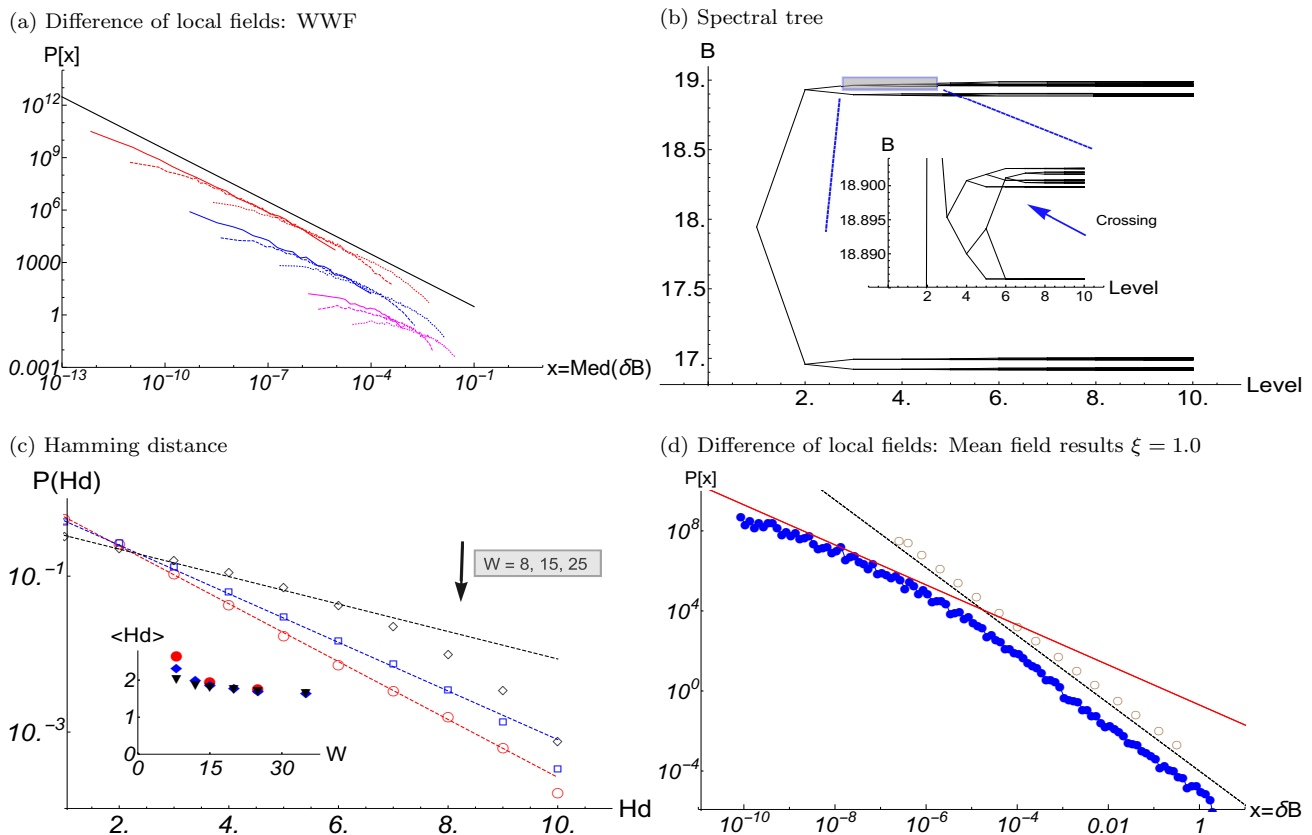 (a) Difference of local fields: WWF
P[x]
10^12
10^9
10^6
1000
1
0.001
10^-13
10^-10
10^-7
10^-4
10^-1
x=Med(δB)
(b) Spectral tree
B
19.
18.5
18.
17.5
17.
2.
4.
6.
8.
10.
Level
B
18.900
18.895
18.890
2
4
6
8
10
Level
Crossing
(c) Hamming distance
P(Hd)
10.^-1
10.^-3
2.
4.
6.
8.
10.
Hd
W = 8, 15, 25
<Hd>
2
1
0
0
15
30
W
(d) Difference of local fields: Mean field results ξ = 1.0
P[x]
10^8
10^4
10^0
10^-4
10^-10
10^-8
10^-6
10^-4
0.01
1
x=δB